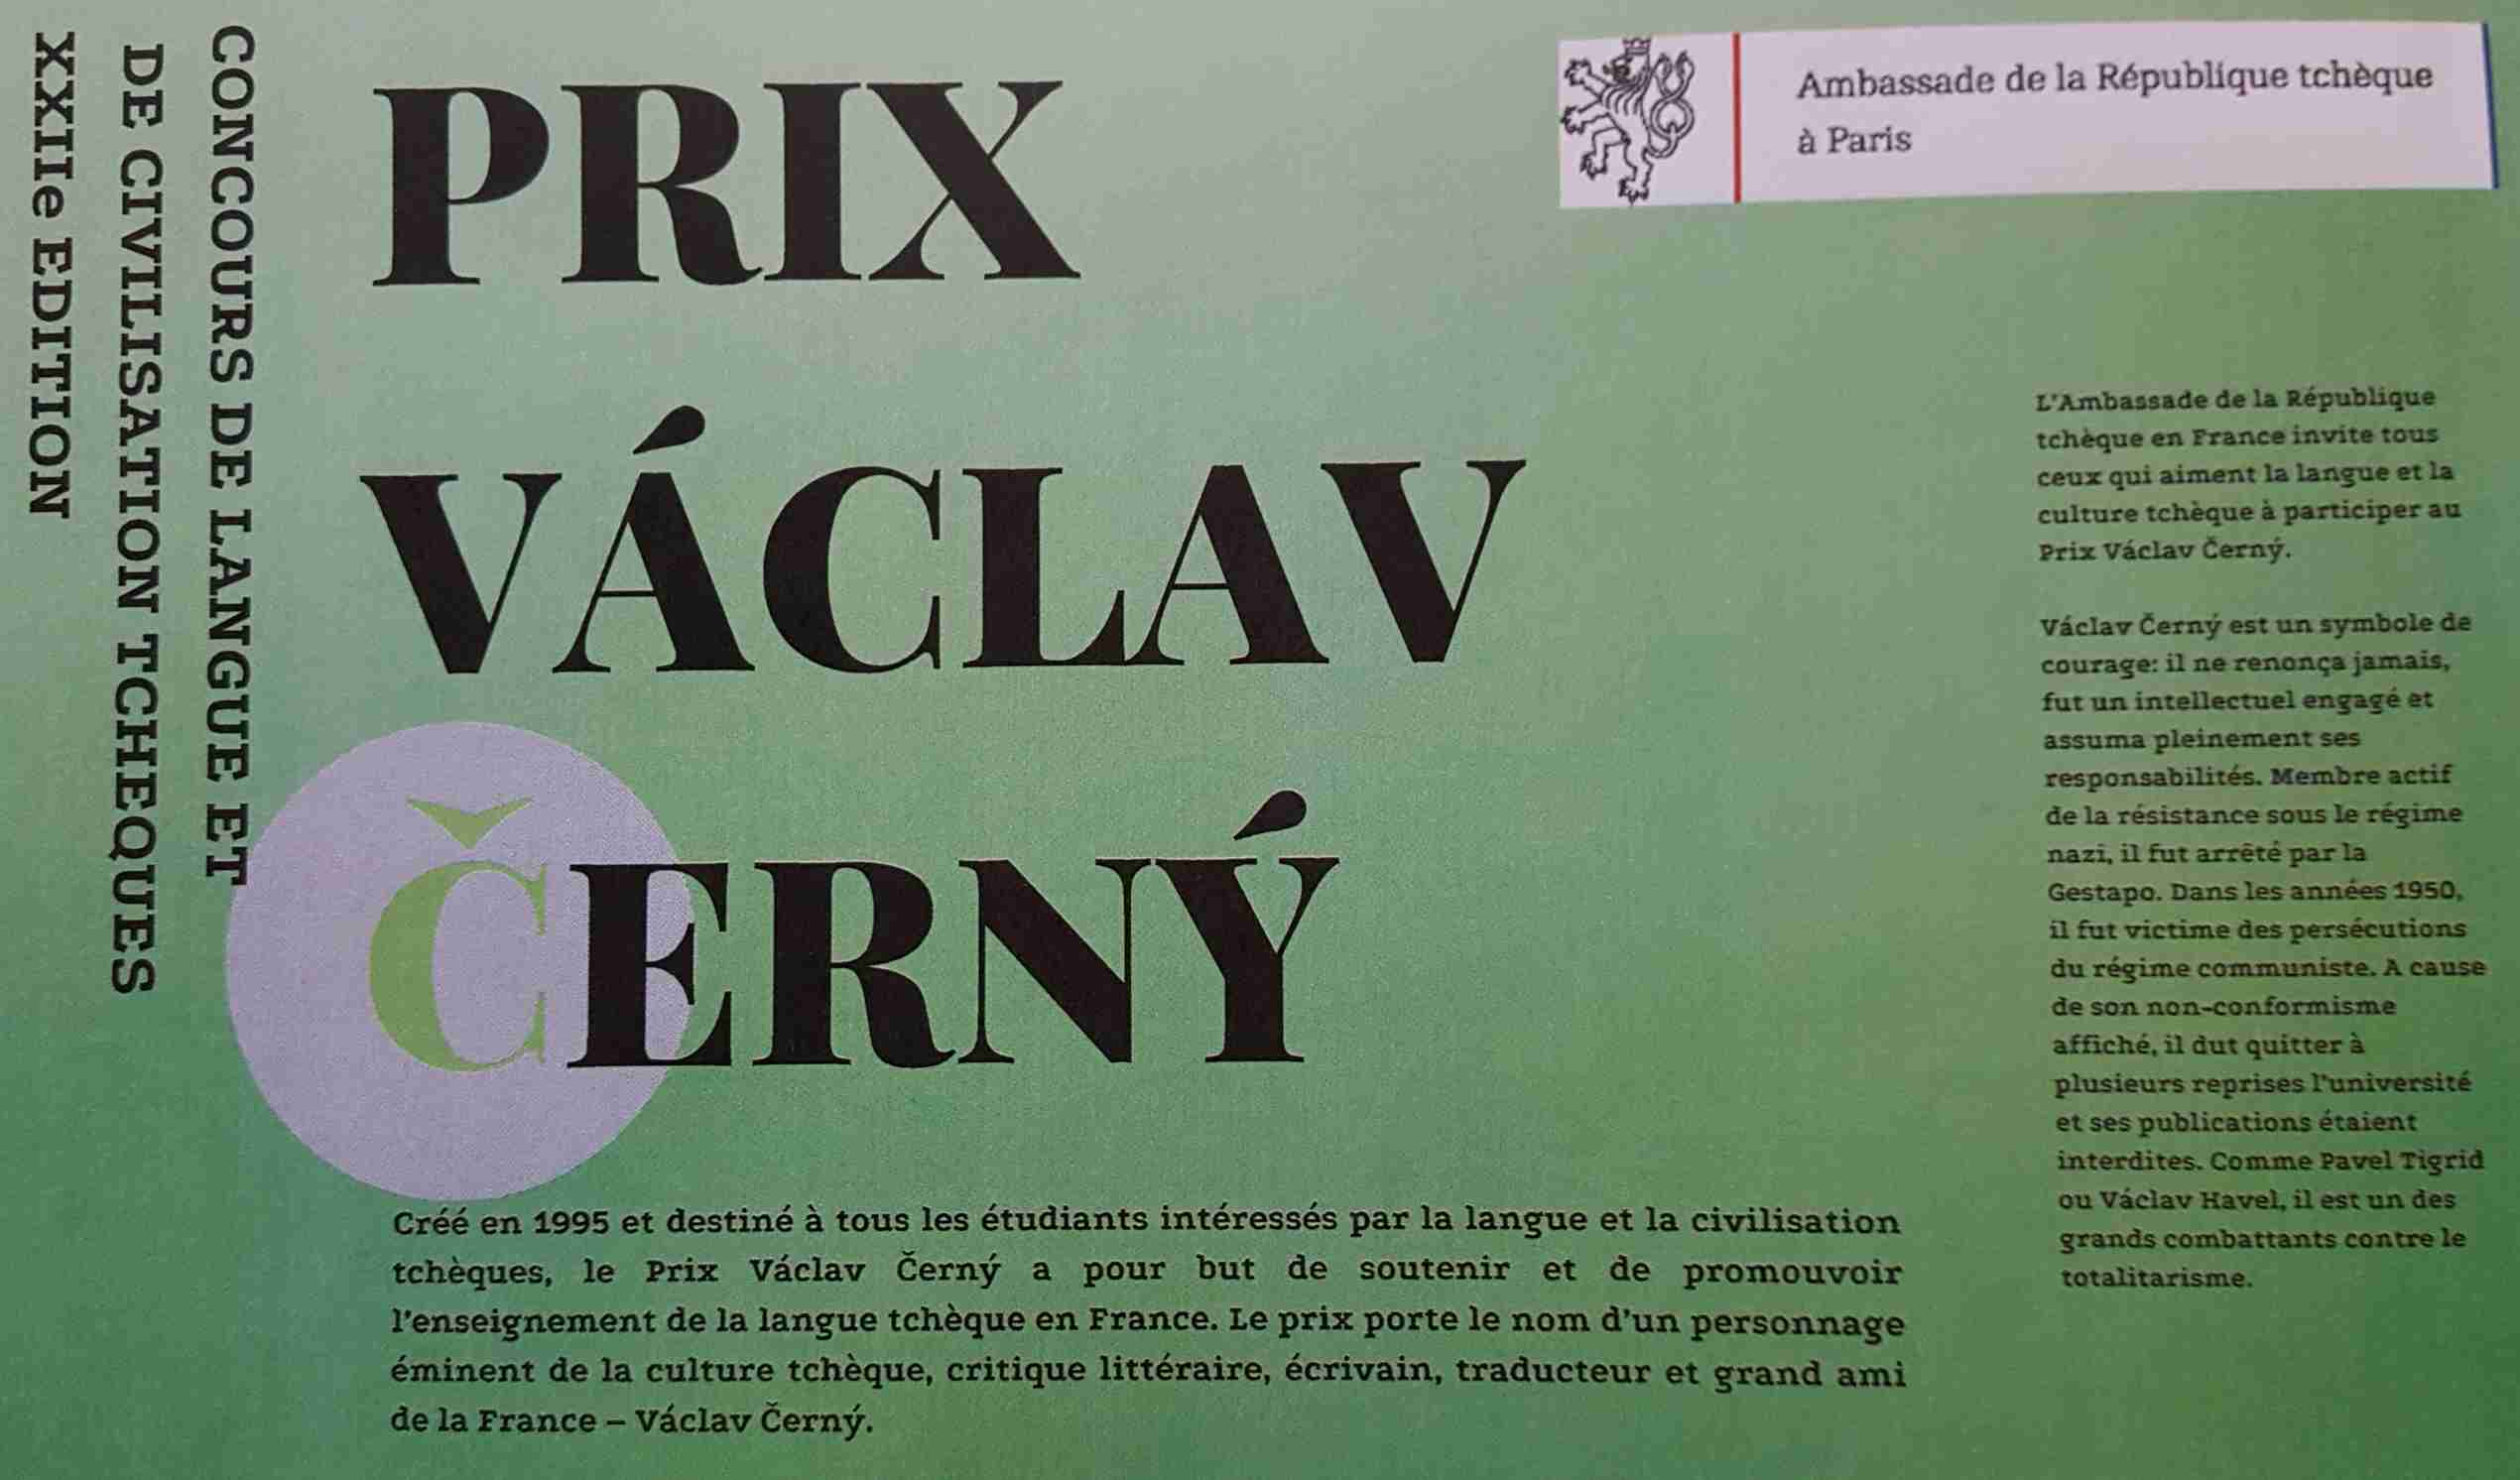 CONCOURS DE LANGUE ET
DE CIVILISATION TCHEQUES
XXIIe EDITION
PRIX
VÁCLAV
ČERNÝ
Ambassade de la République tchèque
à Paris
L'Ambassade de la République
tchèque en France invite tous
ceux qui aiment la langue et la
culture tchèque à participer au
Prix Václav Černý.
Václav Černý est un symbole de
courage: il ne renonça jamais,
fut un intellectuel engagé et
assuma pleinement ses
responsabilités. Membre actif
de la résistance sous le régime
nazi, il fut arrêté par la
Gestapo. Dans les années 1950,
il fut victime des persécutions
du régime communiste. A cause
de son non-conformisme
affiché, il dut quitter à
plusieurs reprises l'université
et ses publications étaient
interdites. Comme Pavel Tigrid
ou Václav Havel, il est un des
grands combattants contre le
totalitarisme.
Créé en 1995 et destiné à tous les étudiants intéressés par la langue et la civilisation
tchèques, le Prix Václav Černý a pour but de soutenir et de promouvoir
l'enseignement de la langue tchèque en France. Le prix porte le nom d'un personnage
éminent de la culture tchèque, critique littéraire, écrivain, traducteur et grand ami
de la France – Václav Černý.